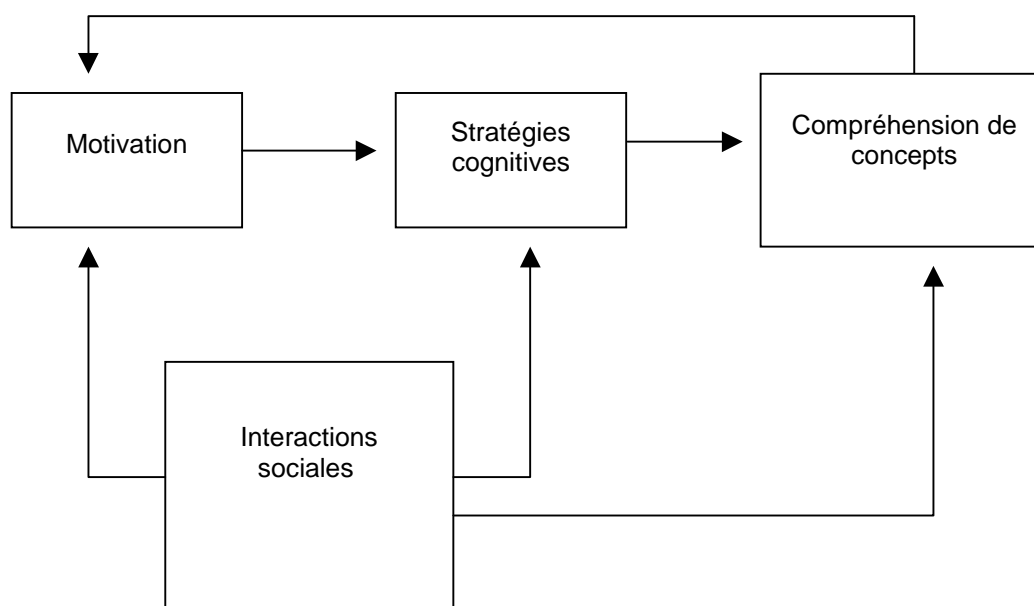 Motivation
Stratégies
cognitives
Compréhension de
concepts
Interactions
sociales